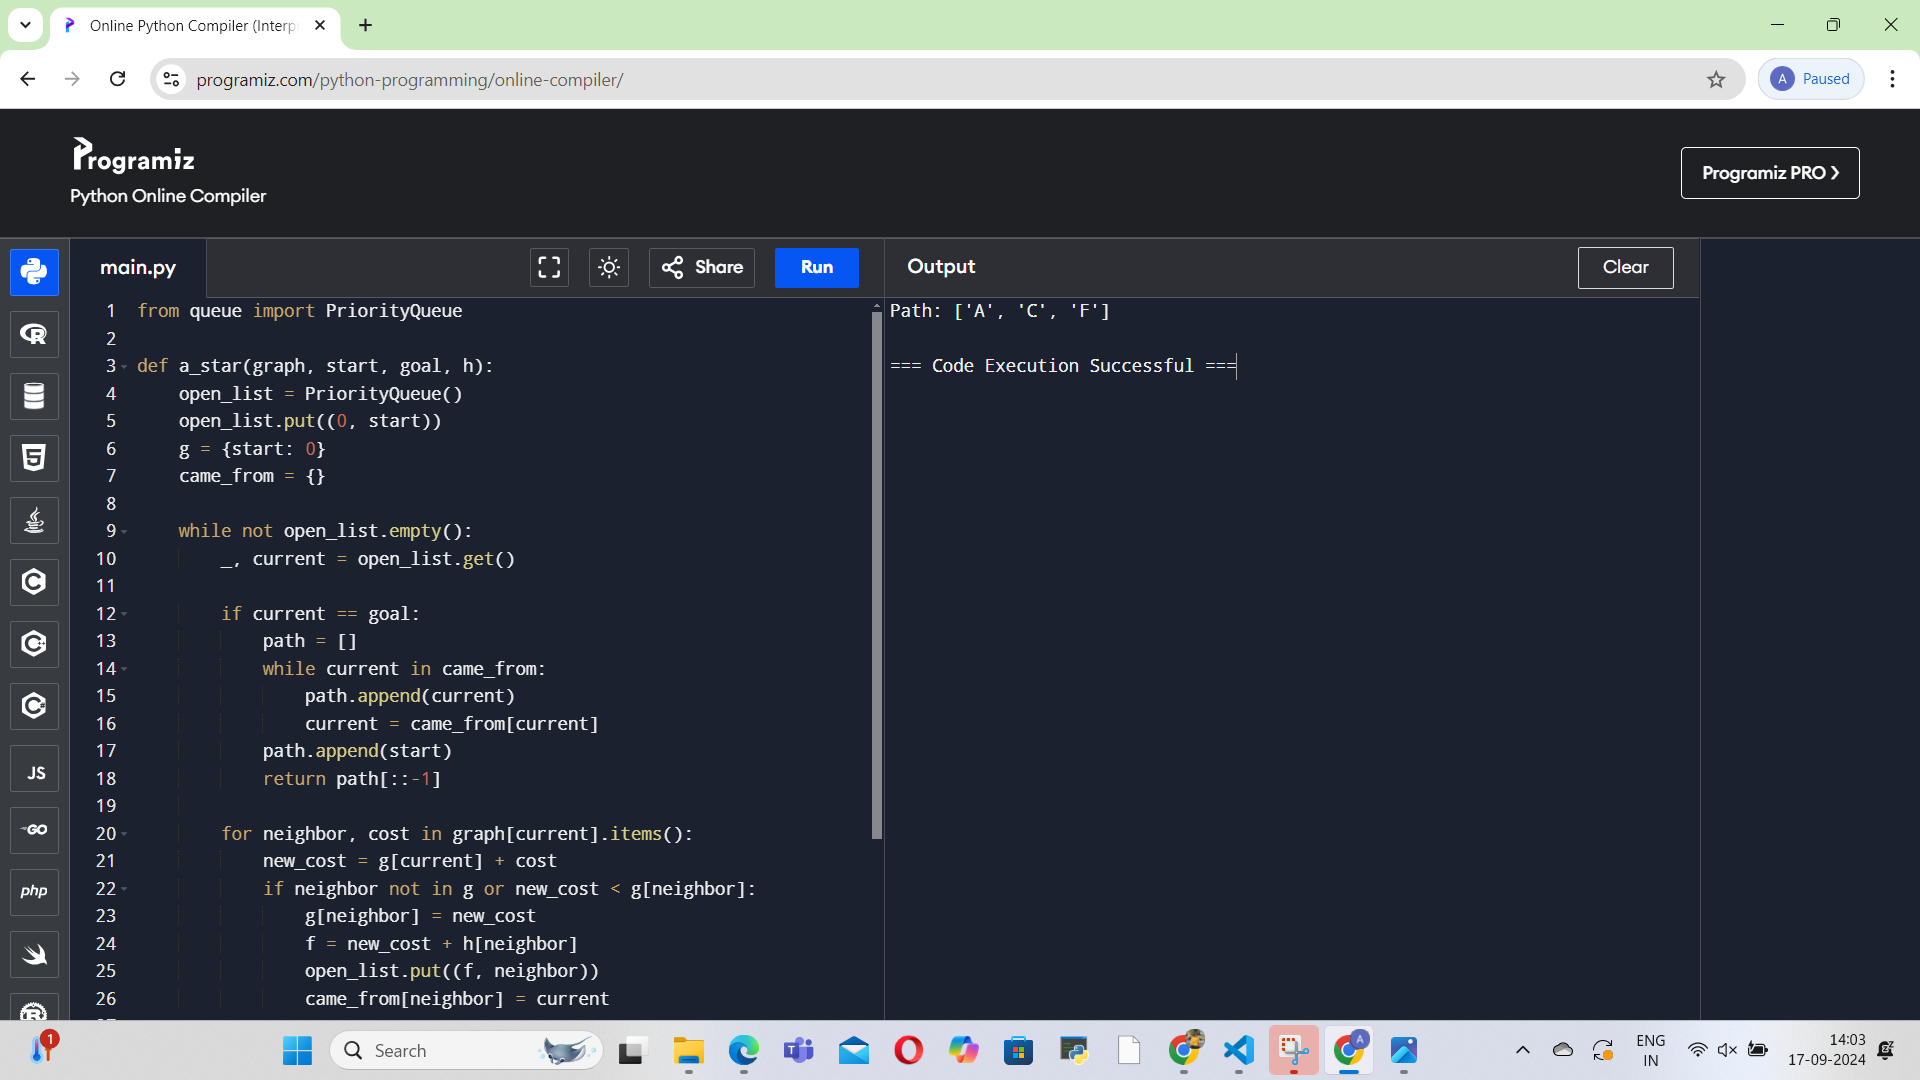 Online Python Compiler (Interp
programiz.com/python-programming/online-compiler/
A
Paused
Programiz
Python Online Compiler
Programiz PRO ❯
main.py
Share
Run
Output
Clear
1 from queue import PriorityQueue
2
3 def a_star(graph, start, goal, h):
4 open_list = PriorityQueue()
5 open_list.put((0, start))
6 g = {start: 0}
7 came_from = {}
8
9 while not open_list.empty():
10 _, current = open_list.get()
11
12 if current == goal:
13 path = []
14 while current in came_from:
15 path.append(current)
16 current = came_from[current]
17 path.append(start)
18 return path[::-1]
19
20 for neighbor, cost in graph[current].items():
21 new_cost = g[current] + cost
22 if neighbor not in g or new_cost < g[neighbor]:
23 g[neighbor] = new_cost
24 f = new_cost + h[neighbor]
25 open_list.put((f, neighbor))
26 came_from[neighbor] = current
Path: ['A', 'C', 'F']
=== Code Execution Successful ===
JS
GO
php
1
Search
ENG
IN
14:03
17-09-2024